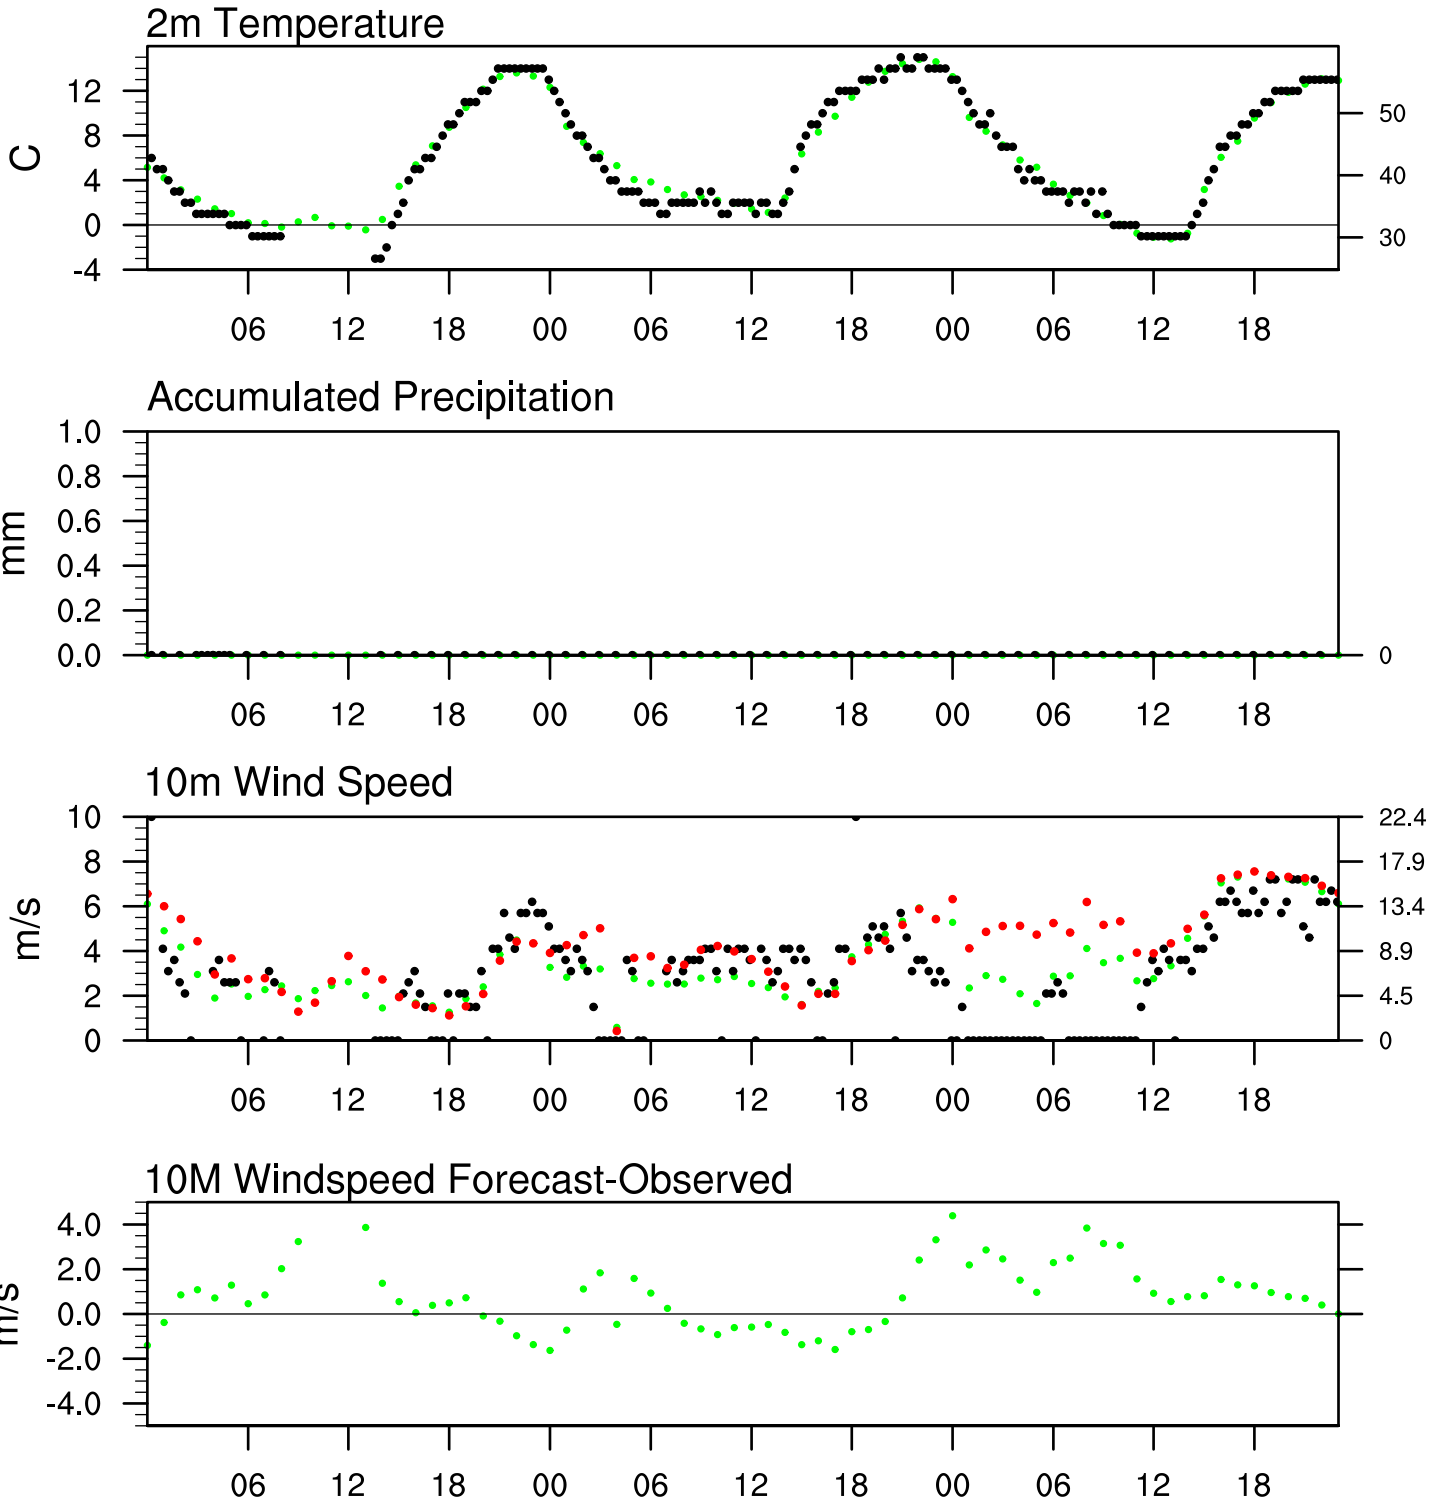 2m Temperature
C
12
8
4
0
-4
50
40
30
06 12 18 00 06 12 18 00 06 12 18
Accumulated Precipitation
mm
1.0
0.8
0.6
0.4
0.2
0.0
0
06 12 18 00 06 12 18 00 06 12 18
10m Wind Speed
m/s
10
8
6
4
2
0
22.4
17.9
13.4
8.9
4.5
0
06 12 18 00 06 12 18 00 06 12 18
10M Windspeed Forecast-Observed
m/s
4.0
2.0
0.0
-2.0
-4.0
06 12 18 00 06 12 18 00 06 12 18